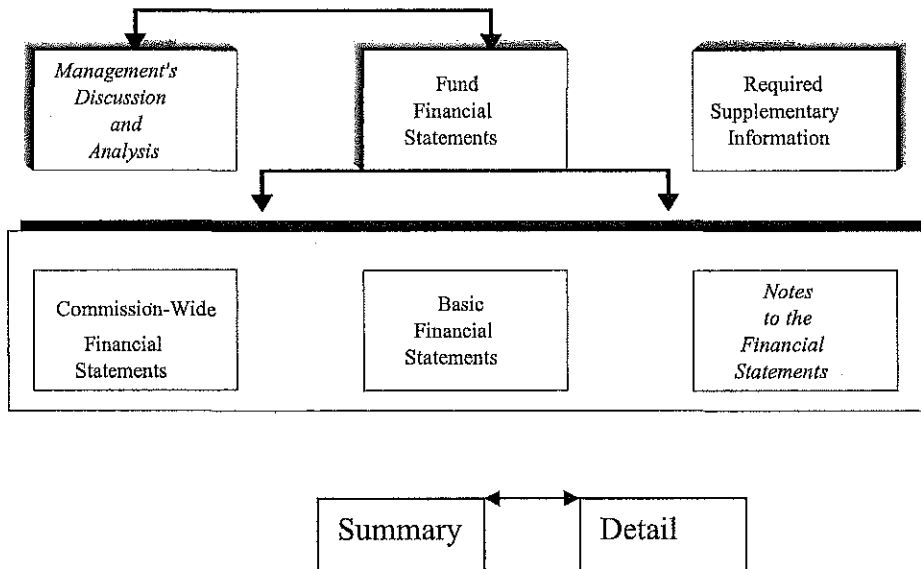 Management's
Discussion
and
Analysis
Fund
Financial
Statements
Required
Supplementary
Information
Commission-Wide
Financial
Statements
Basic
Financial
Statements
Notes
to the
Financial
Statements
Summary
Detail